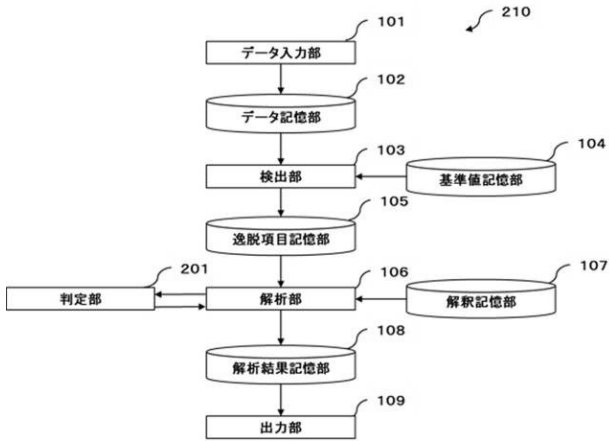 210
101
データ入力部
102
データ記憶部
103
検出部
104
基準値記憶部
105
逸脱項目記憶部
201
判定部
106
解析部
107
解釈記憶部
108
解析結果記憶部
109
出力部